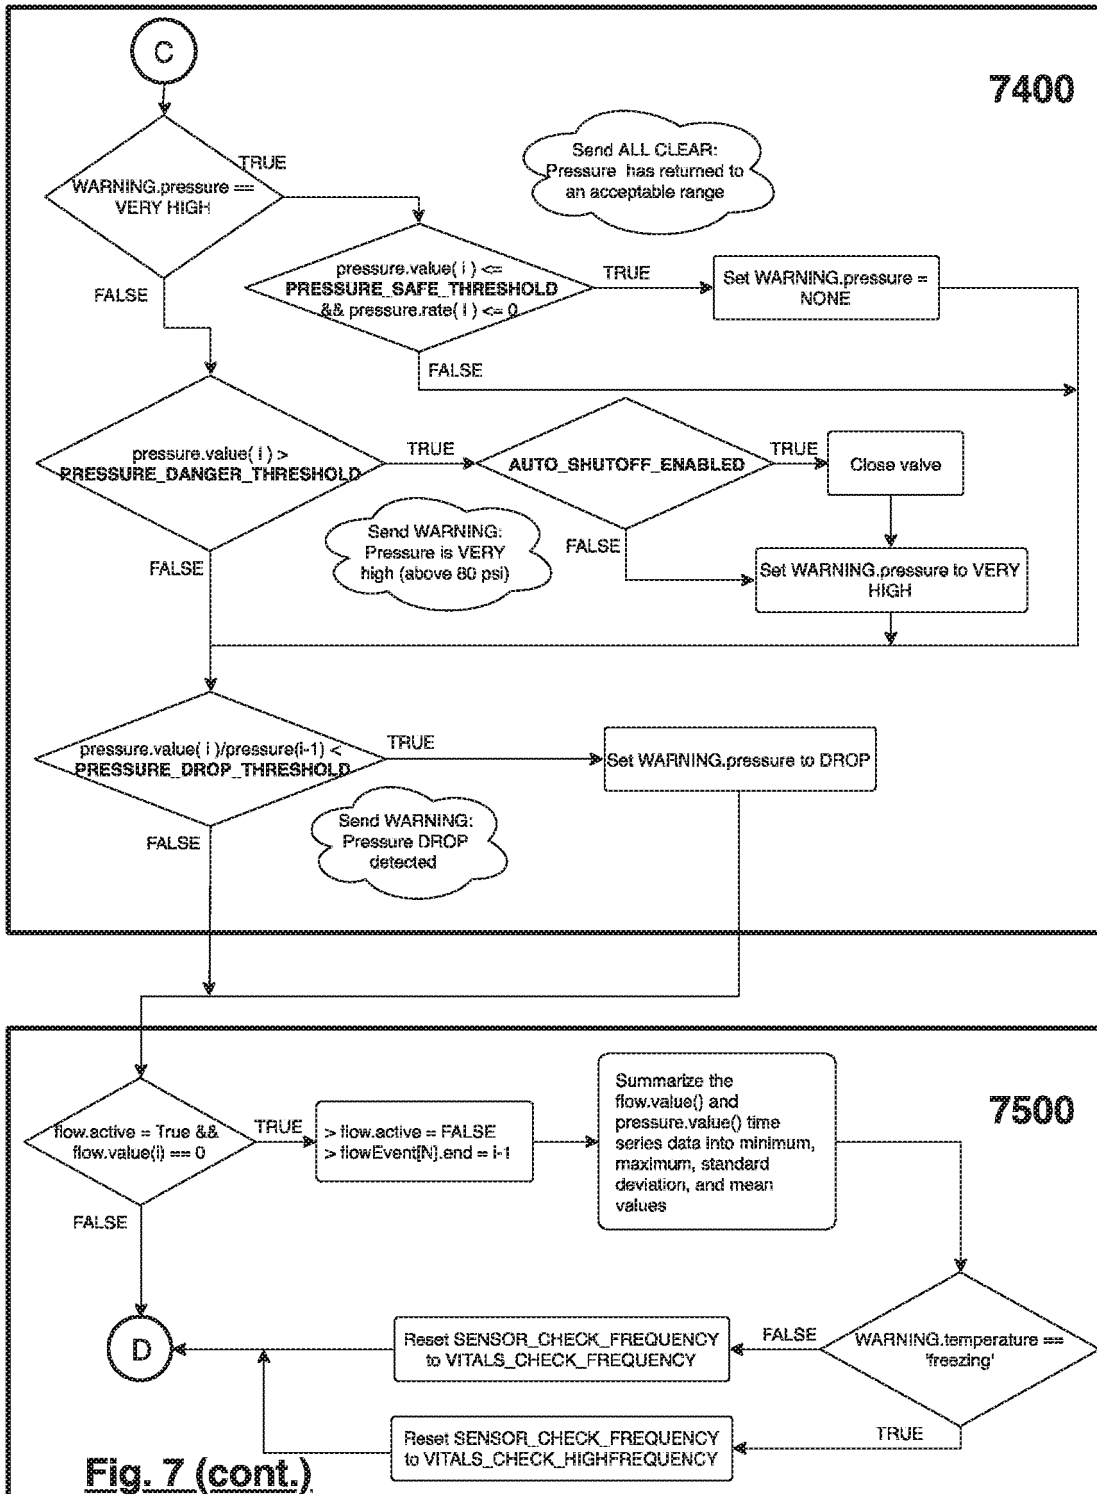 C
7400
TRUE
WARNING.pressure ==
VERY HIGH
Send ALL CLEAR:
Pressure has returned to
an acceptable range
FALSE
pressure.value( i ) <=
PRESSURE_SAFE_THRESHOLD
&& pressure.rate( i ) <= 0
TRUE
Set WARNING.pressure =
NONE
FALSE
pressure.value( i ) >
PRESSURE_DANGER_THRESHOLD
TRUE
AUTO_SHUTOFF_ENABLED
TRUE
Close valve
Send WARNING:
Pressure is VERY
high (above 80 psi)
FALSE
FALSE
Set WARNING.pressure to VERY
HIGH
pressure.value( i )/pressure(i-1) <
PRESSURE_DROP_THRESHOLD
TRUE
Set WARNING.pressure to DROP
Send WARNING:
Pressure DROP
detected
FALSE
7500
flow.active = True &&
flow.value(i) == 0
TRUE
> flow.active = FALSE
> flowEvent[N].end = i-1
Summarize the
flow.value() and
pressure.value() time
series data into minimum,
maximum, standard
deviation, and mean
values
FALSE
D
Reset SENSOR_CHECK_FREQUENCY
to VITALS_CHECK_FREQUENCY
FALSE
WARNING.temperature ==
'freezing'
Reset SENSOR_CHECK_FREQUENCY
to VITALS_CHECK_HIGHFREQUENCY
TRUE
Fig. 7 (cont.)